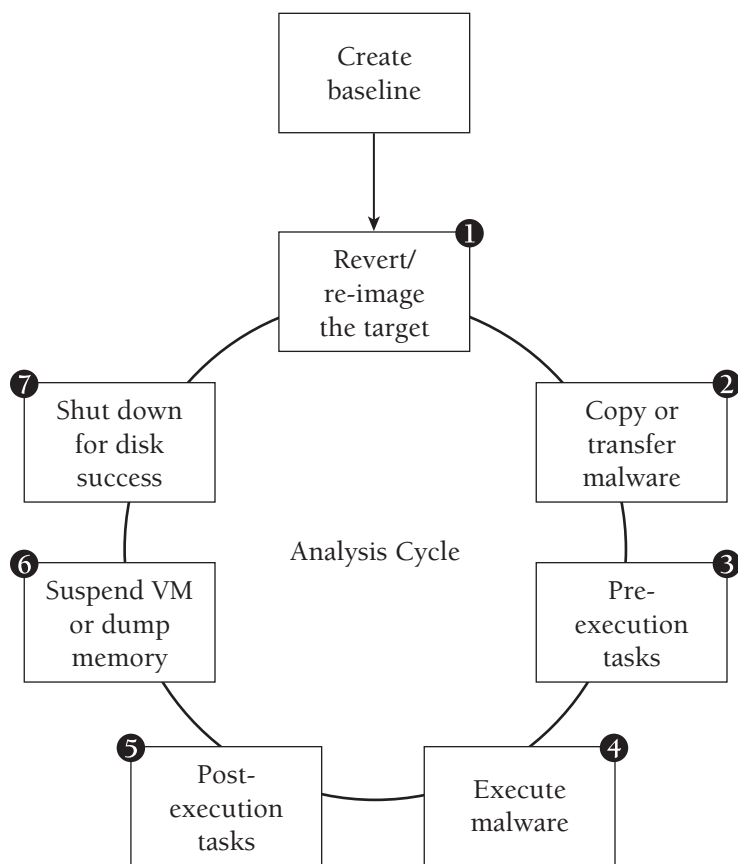 Create
baseline
1
Revert/
re-image
the target
2
Copy or
transfer
malware
3
Pre-
execution
tasks
4
Execute
malware
5
Post-
execution
tasks
6
Suspend VM
or dump
memory
7
Shut down
for disk
success
Analysis Cycle